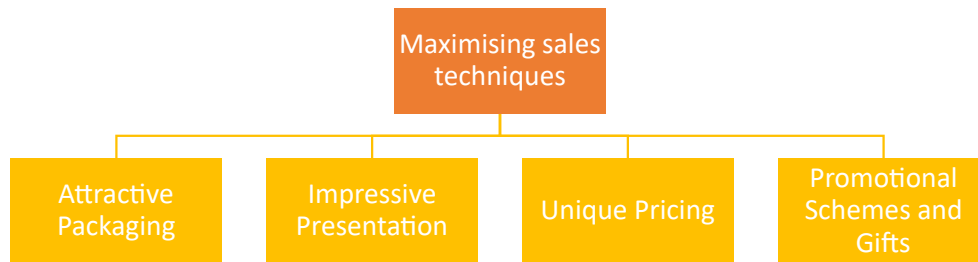 Maximising sales
techniques
Attractive
Packaging
Impressive
Presentation
Unique Pricing
Promotional
Schemes and
Gifts